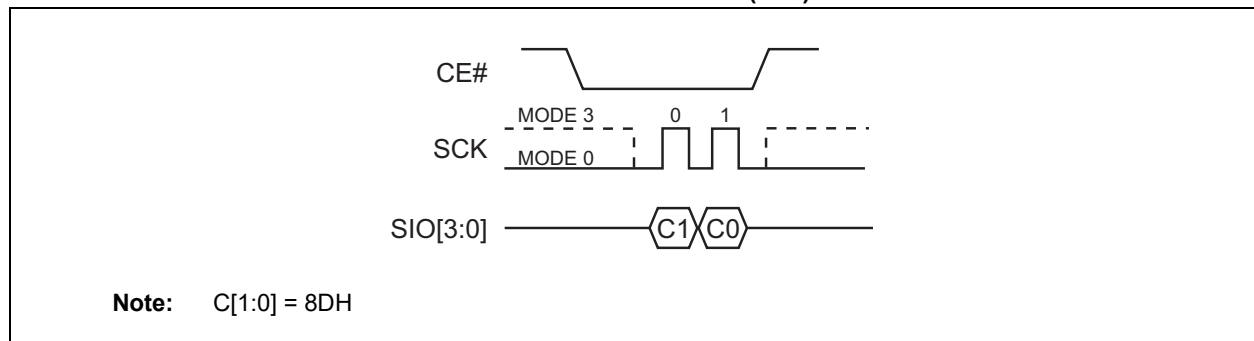 CE#
MODE 3 0 1
SCK
MODE 0
SIO[3:0] C1 C0
Note: C[1:0] = 8DH